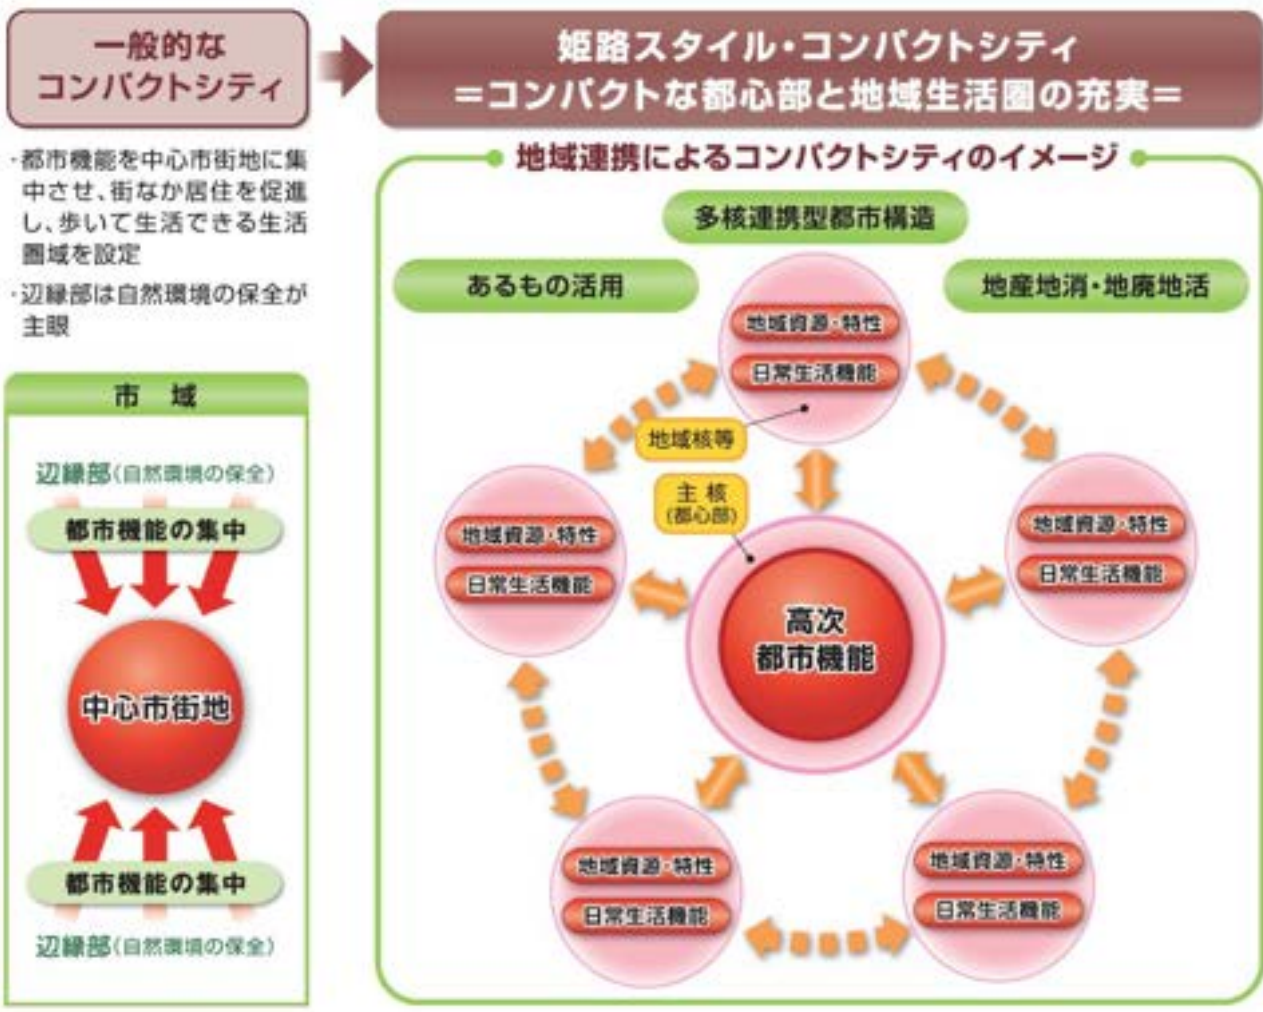 一般的な
コンパクトシティ
姫路スタイル・コンパクトシティ
＝コンパクトな都心部と地域生活圏の充実＝
・都市機能を中心市街地に集
中させ、街なか居住を促進
し、歩いて生活できる生活
圏域を設定
・辺縁部は自然環境の保全が
主眼
市　域
辺縁部(自然環境の保全)
都市機能の集中
中心市街地
都市機能の集中
辺縁部(自然環境の保全)
地域連携によるコンパクトシティのイメージ
多核連携型都市構造
あるもの活用
地産地消・地廃地活
地域資源・特性
日常生活機能
地域核等
主 核
(都心部)
地域資源・特性
日常生活機能
地域資源・特性
日常生活機能
高次
都市機能
地域資源・特性
日常生活機能
地域資源・特性
日常生活機能